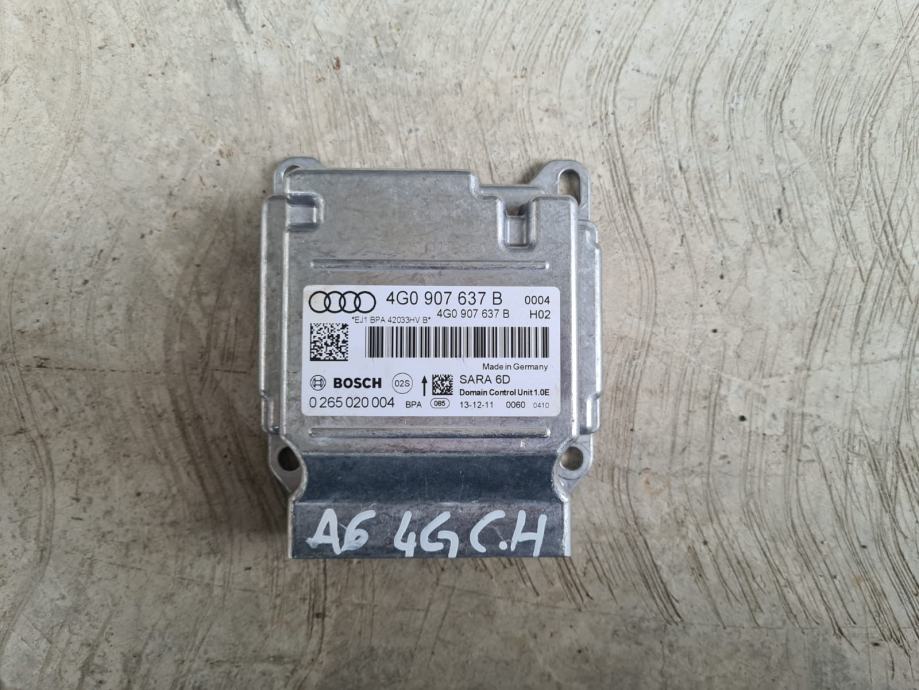 4G0 907 637 B 0004
*EJ1 BPA 42033HV B* 4G0 907 637 B H02
Made in Germany
BOSCH 02S SARA 6D
Domain Control Unit 1.0E
0 265 020 004 BPA 085 13-12-11 0060 0410
A6 4G C.H